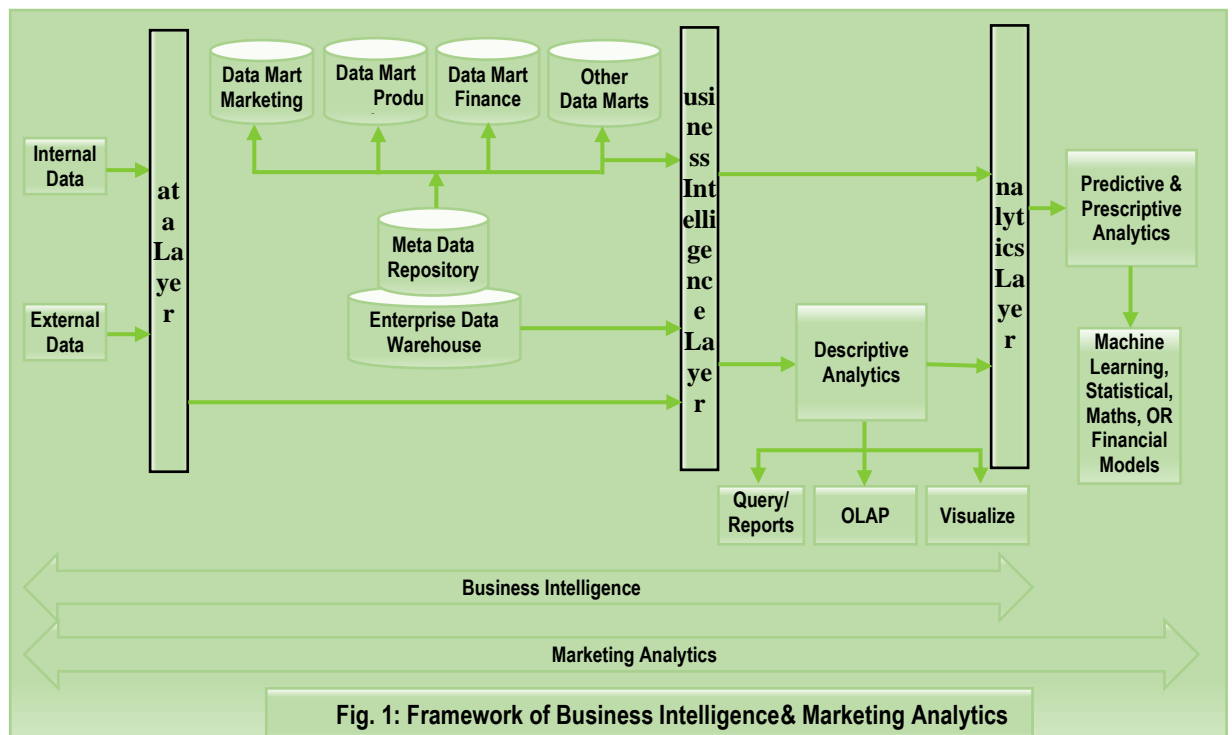 Data Mart
Marketing
Data Mart
Produ
Data Mart
Finance
Other
Data Marts
Internal
Data
External
Data
at
a
La
ye
r
Meta Data
Repository
Enterprise Data
Warehouse
usi
ne
ss
Int
elli
ge
nc
e
La
ye
r
Descriptive
Analytics
Query/
Reports
OLAP
Visualize
na
lyt
ics
La
ye
r
Predictive &
Prescriptive
Analytics
Machine
Learning,
Statistical,
Maths, OR
Financial
Models
Business Intelligence
Marketing Analytics
Fig. 1: Framework of Business Intelligence& Marketing Analytics